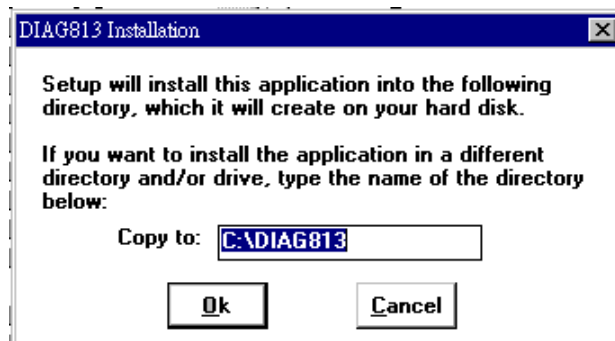 DIAG813 Installation
Setup will install this application into the following
directory, which it will create on your hard disk.
If you want to install the application in a different
directory and/or drive, type the name of the directory
below:
Copy to: C:\DIAG813
Ok Cancel